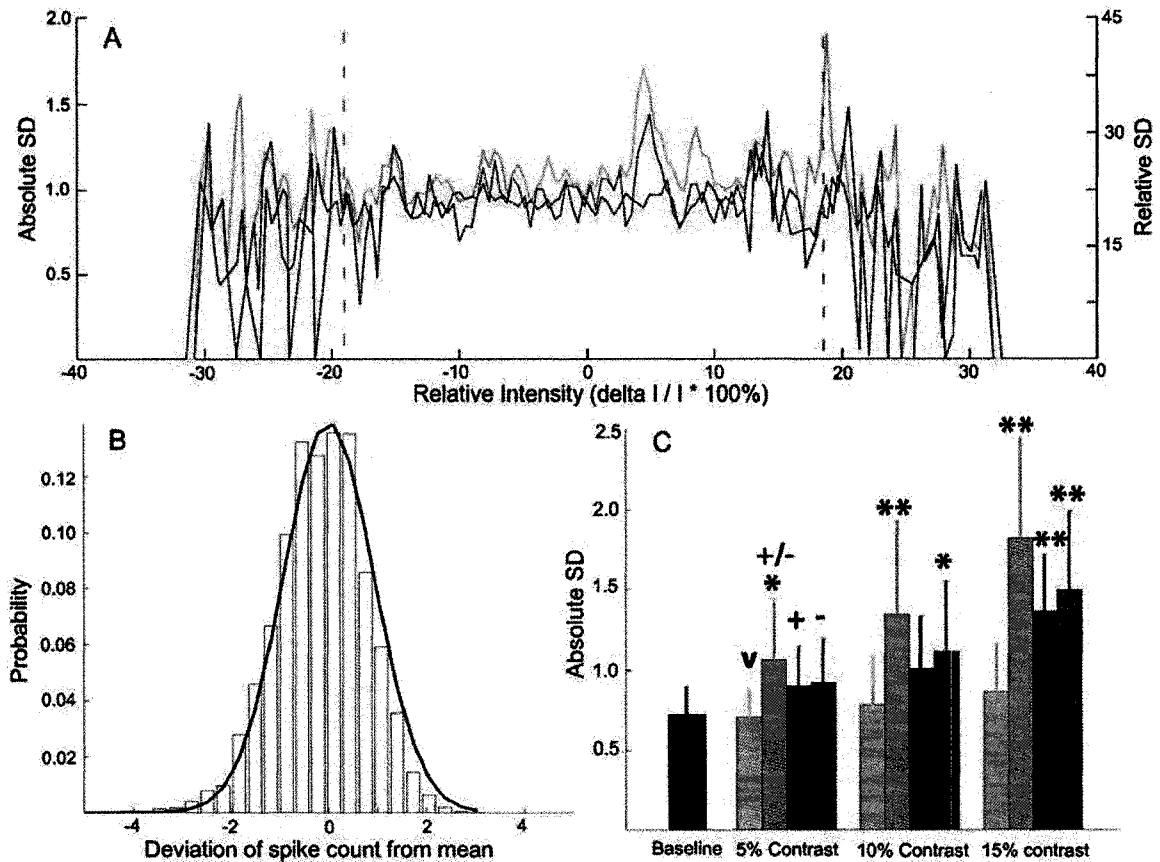 A
2.0
1.5
1.0
0.5
Absolute SD
45
30
15
Relative SD
-40
-30
-20
-10
0
10
20
30
40
Relative Intensity (delta I / I * 100%)
B
0.12
0.10
0.08
0.06
0.04
0.02
Probability
-4
-2
0
2
4
Deviation of spike count from mean
C
2.5
2.0
1.5
1.0
0.5
Absolute SD
v
+/-
*
+
-
**
*
**
**
**
Baseline
5% Contrast
10% Contrast
15% contrast